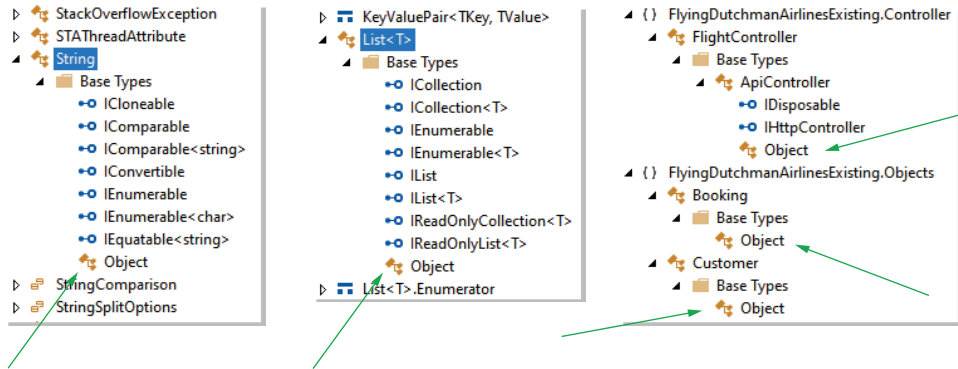 StackOverflowException
STAThreadAttribute
String
Base Types
ICloneable
IComparable
IComparable<string>
IConvertible
IEnumerable
IEnumerable<char>
IEquatable<string>
Object
StringComparison
StringSplitOptions
KeyValuePair<TKey, TValue>
List<T>
Base Types
ICollection
ICollection<T>
IEnumerable
IEnumerable<T>
IList
IList<T>
IReadOnlyCollection<T>
IReadOnlyList<T>
Object
List<T>.Enumerator
{ } FlyingDutchmanAirlinesExisting.Controller
FlightController
Base Types
ApiController
IDisposable
IHttpController
Object
{ } FlyingDutchmanAirlinesExisting.Objects
Booking
Base Types
Object
Customer
Base Types
Object